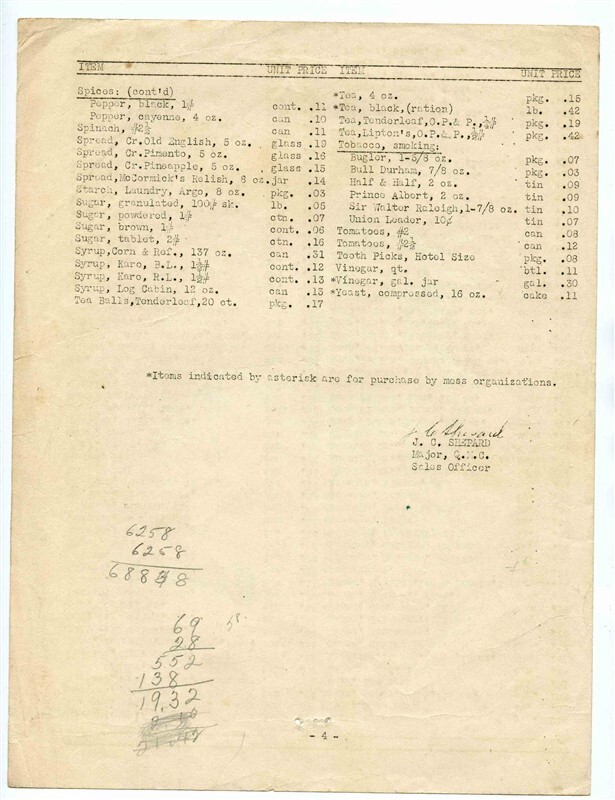 ITEM UNIT PRICE ITEM UNIT PRICE
Spices: (cont'd)
Pepper, black, 1# cont. .11
Pepper, cayenne, 4 oz. can .10
Spinach, #2½ can .11
Spread, Cr.Old English, 5 oz. glass .19
Spread, Cr.Pimento, 5 oz. glass .16
Spread, Cr.Pineapple, 5 oz. glass .15
Spread,McCormick's Relish, 6 oz. jar .14
Starch, Laundry, Argo, 8 oz. pkg. .03
Sugar, granulated, 100# sk. lb. .05
Sugar, powdered, 1# ctn. .07
Sugar, brown, 1# cont. .06
Sugar, tablet, 2# ctn. .16
Syrup,Corn & Ref., 137 oz. can .31
Syrup, Karo, B.L., 1½# cont. .12
Syrup, Karo, R.L., 1½# cont. .13
Syrup, Log Cabin, 12 oz. can .13
Tea Balls,Tenderleaf,20 ct. pkg. .17
*Tea, 4 oz. pkg. .15
*Tea, black,(ration) lb. .42
Tea,Tenderleaf,O.P.& P., pkg. .19
Tea,Lipton's,O.P.& P., pkg. .42
Tobacco, smoking:
Bugler, 1-3/8 oz. pkg. .07
Bull Durham, 7/8 oz. pkg. .03
Half & Half, 2 oz. tin .09
Prince Albert, 2 oz. tin .09
Sir Walter Raleigh,1-7/8 oz. tin .10
Union Leader, 10¢ tin .07
Tomatoes, #2 can .08
Tomatoes, #2½ can .12
Tooth Picks, Hotel Size pkg. .08
Vinegar, qt. btl. .11
*Vinegar, gal. jar gal. .30
*Yeast, compressed, 16 oz. cake .11
*Items indicated by asterisk are for purchase by mess organizations.
J. C. Shepard
J. C. SHEPARD
Major, Q.M.C.
Sales Officer
6258
6258
68838
69
28
552
138
19.32
- 4 -